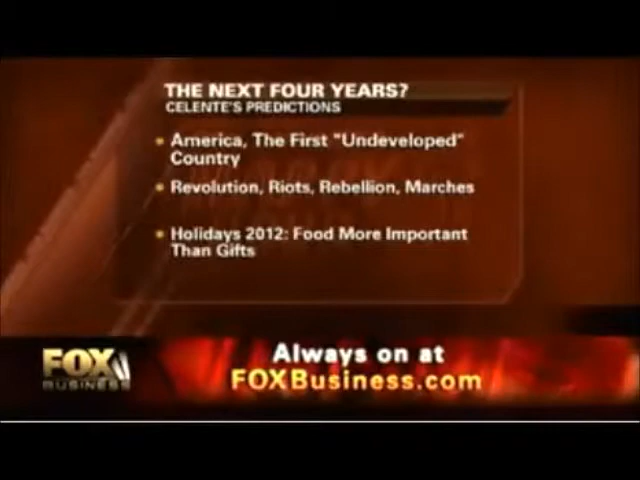 THE NEXT FOUR YEARS?
CELENTE'S PREDICTIONS
America, The First "Undeveloped"
Country
Revolution, Riots, Rebellion, Marches
Holidays 2012: Food More Important
Than Gifts
Always on at
FOXBusiness.com
FOX
BUSINESS